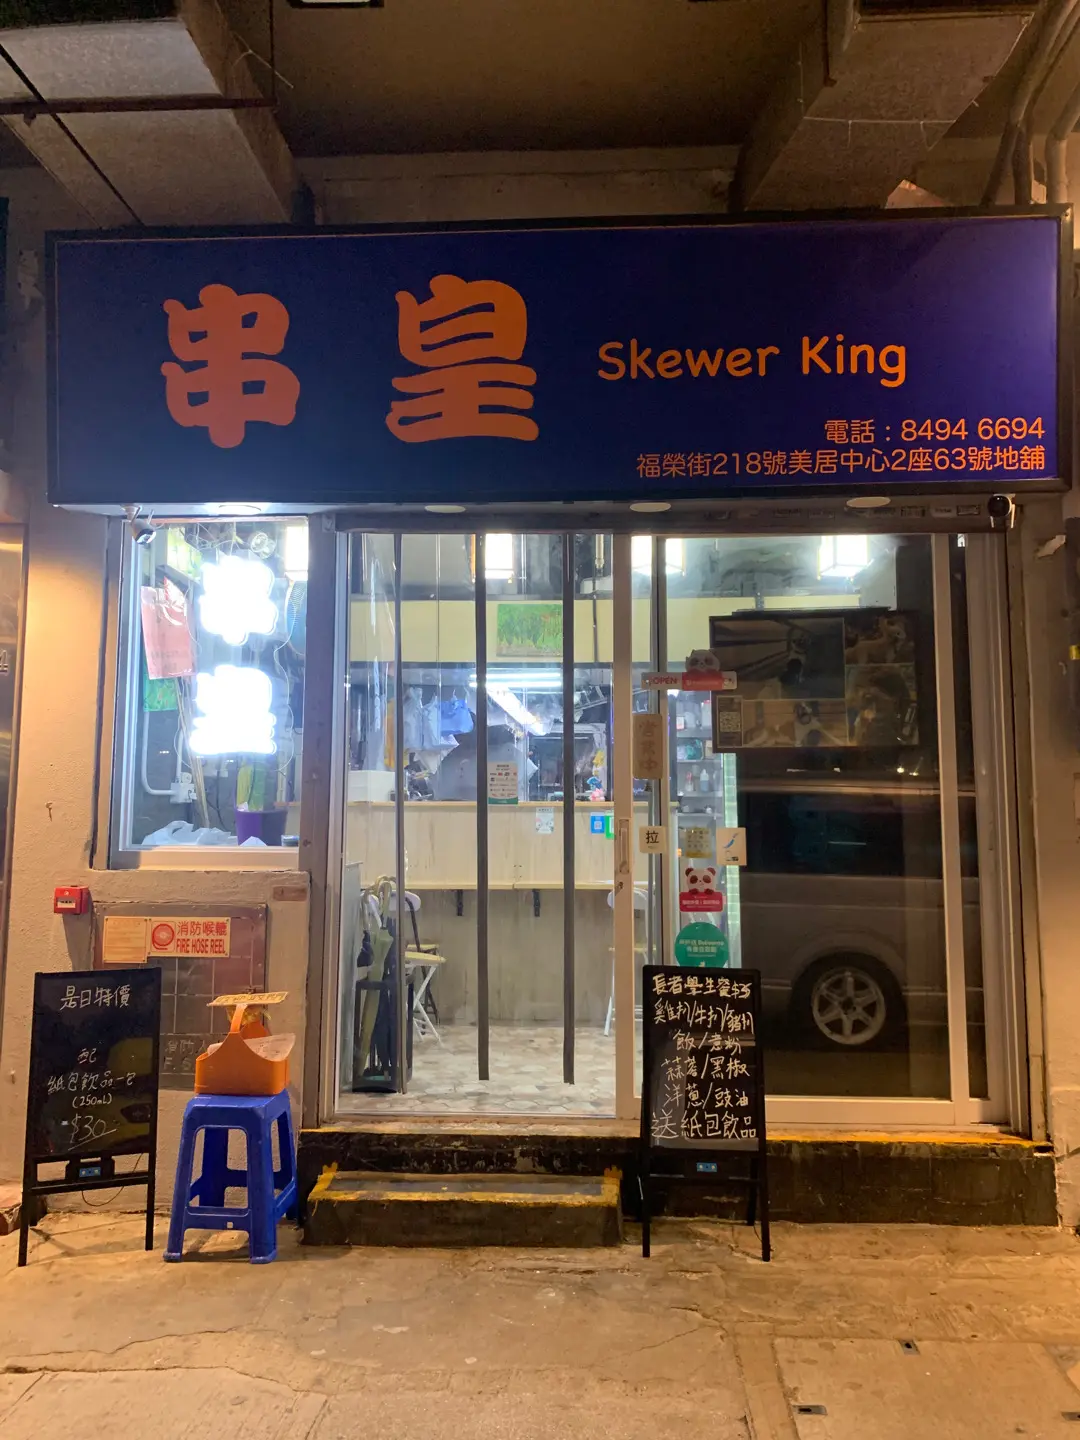 串皇
Skewer King
電話：8494 6694
福榮街218號美居中心2座63號地舖
OPEN
拉
消防喉轆
FIRE HOSE REEL
是日特價
配
紙包飲品一包
(250mL)
$30
長者學生餐$35
雞扒/牛扒/豬扒
飯/意粉
蒜蓉/黑椒
洋蔥/豉油
送紙包飲品